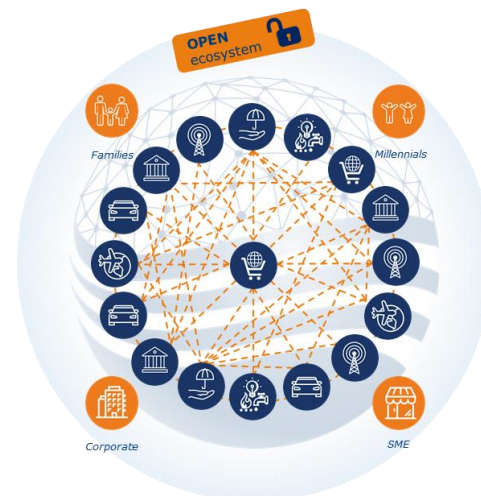 OPEN
ecosystem
Families
Millennials
Corporate
SME